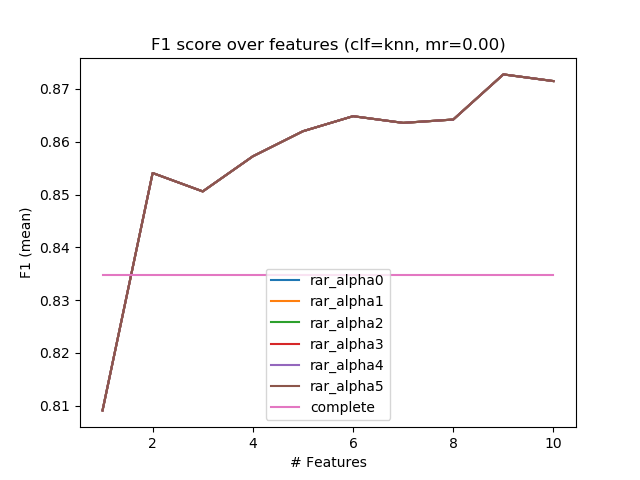 F1 score over features (clf=knn, mr=0.00)
F1 (mean)
0.87
0.86
0.85
0.84
0.83
0.82
0.81
rar_alpha0
rar_alpha1
rar_alpha2
rar_alpha3
rar_alpha4
rar_alpha5
complete
2 4 6 8 10
# Features